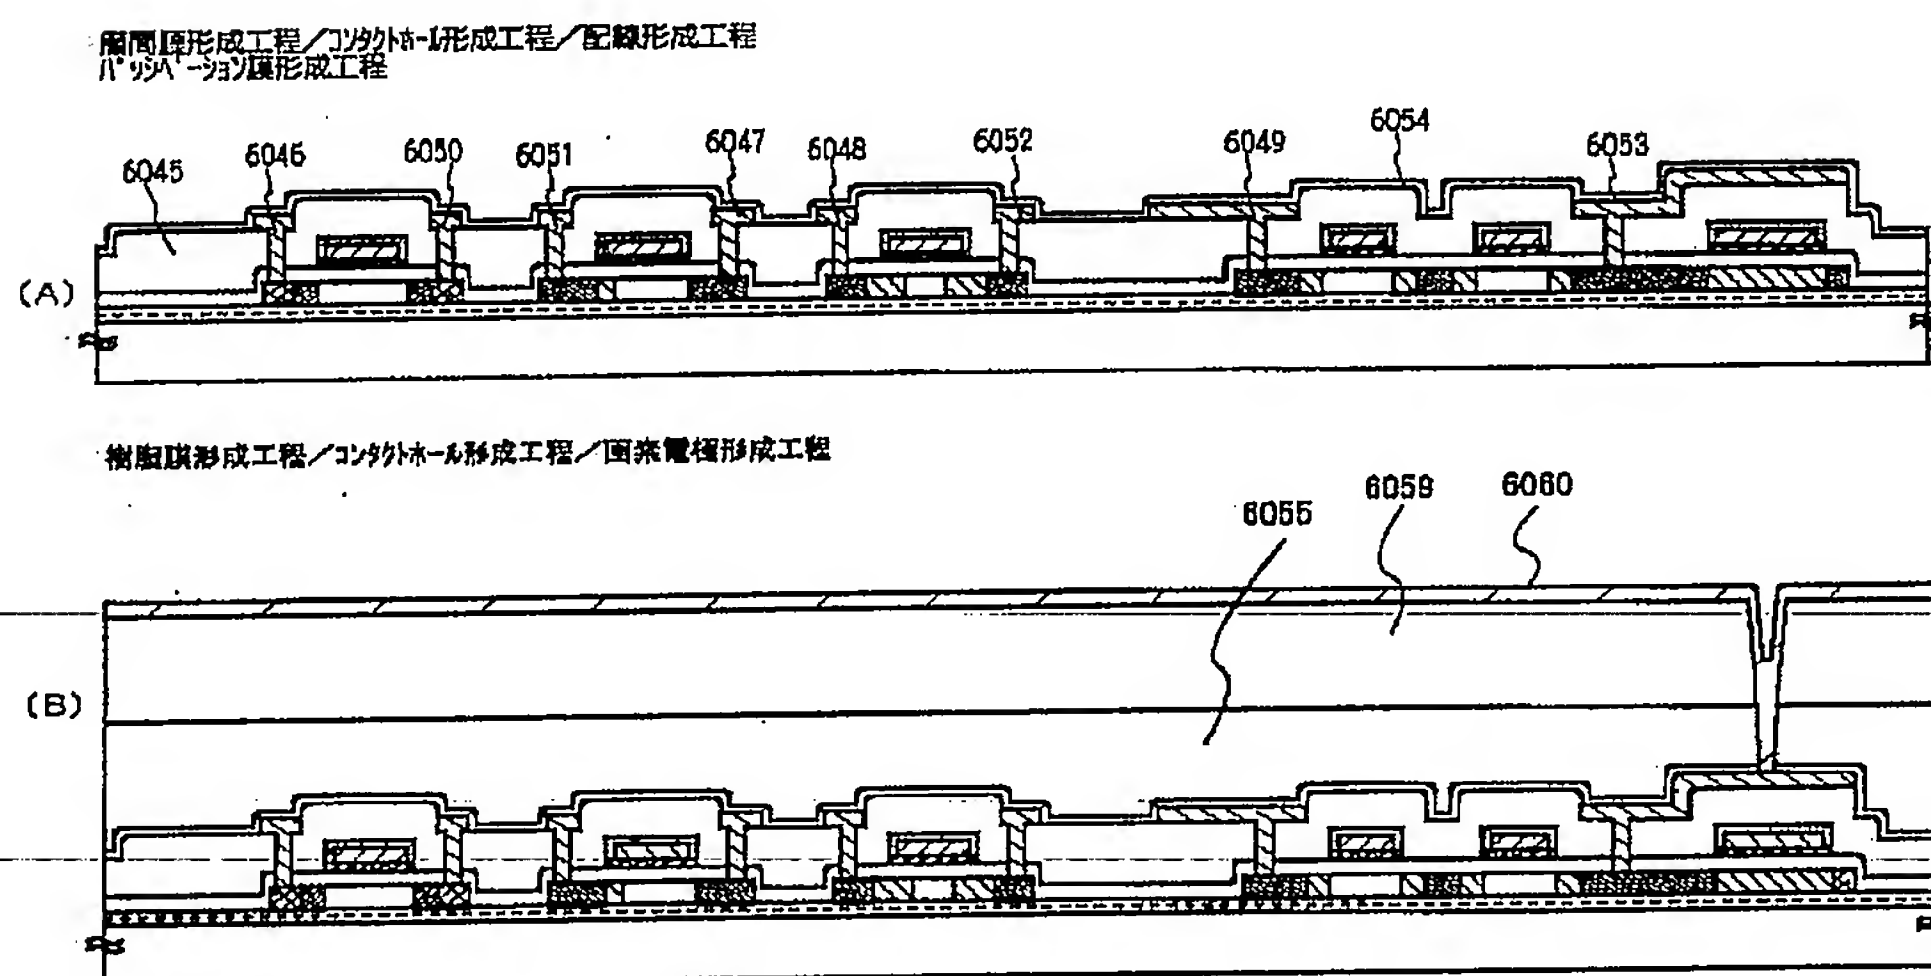 層間膜形成工程/コンタクトホール形成工程/配線形成工程
パッシベーション膜形成工程
6054
6045 6046 6050 6051 6047 6048 6052 6049 6053
(A)
樹脂膜形成工程/コンタクトホール形成工程/画素電極形成工程
6055 6059 6060
(B)